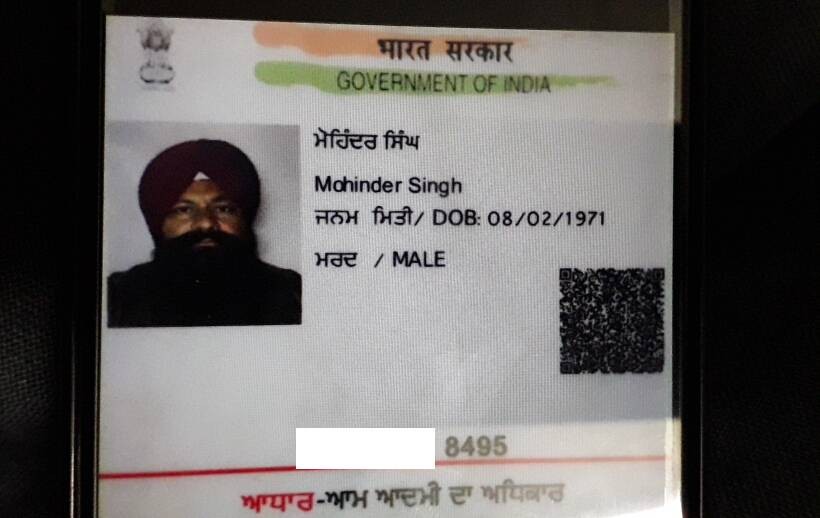 भारत सरकार
GOVERNMENT OF INDIA
ਮੋਹਿੰਦਰ ਸਿੰਘ
Mohinder Singh
ਜਨਮ ਮਿਤੀ/ DOB: 08/02/1971
ਮਰਦ / MALE
8495
ਆਧਾਰ-ਆਮ ਆਦਮੀ ਦਾ ਅਧਿਕਾਰ